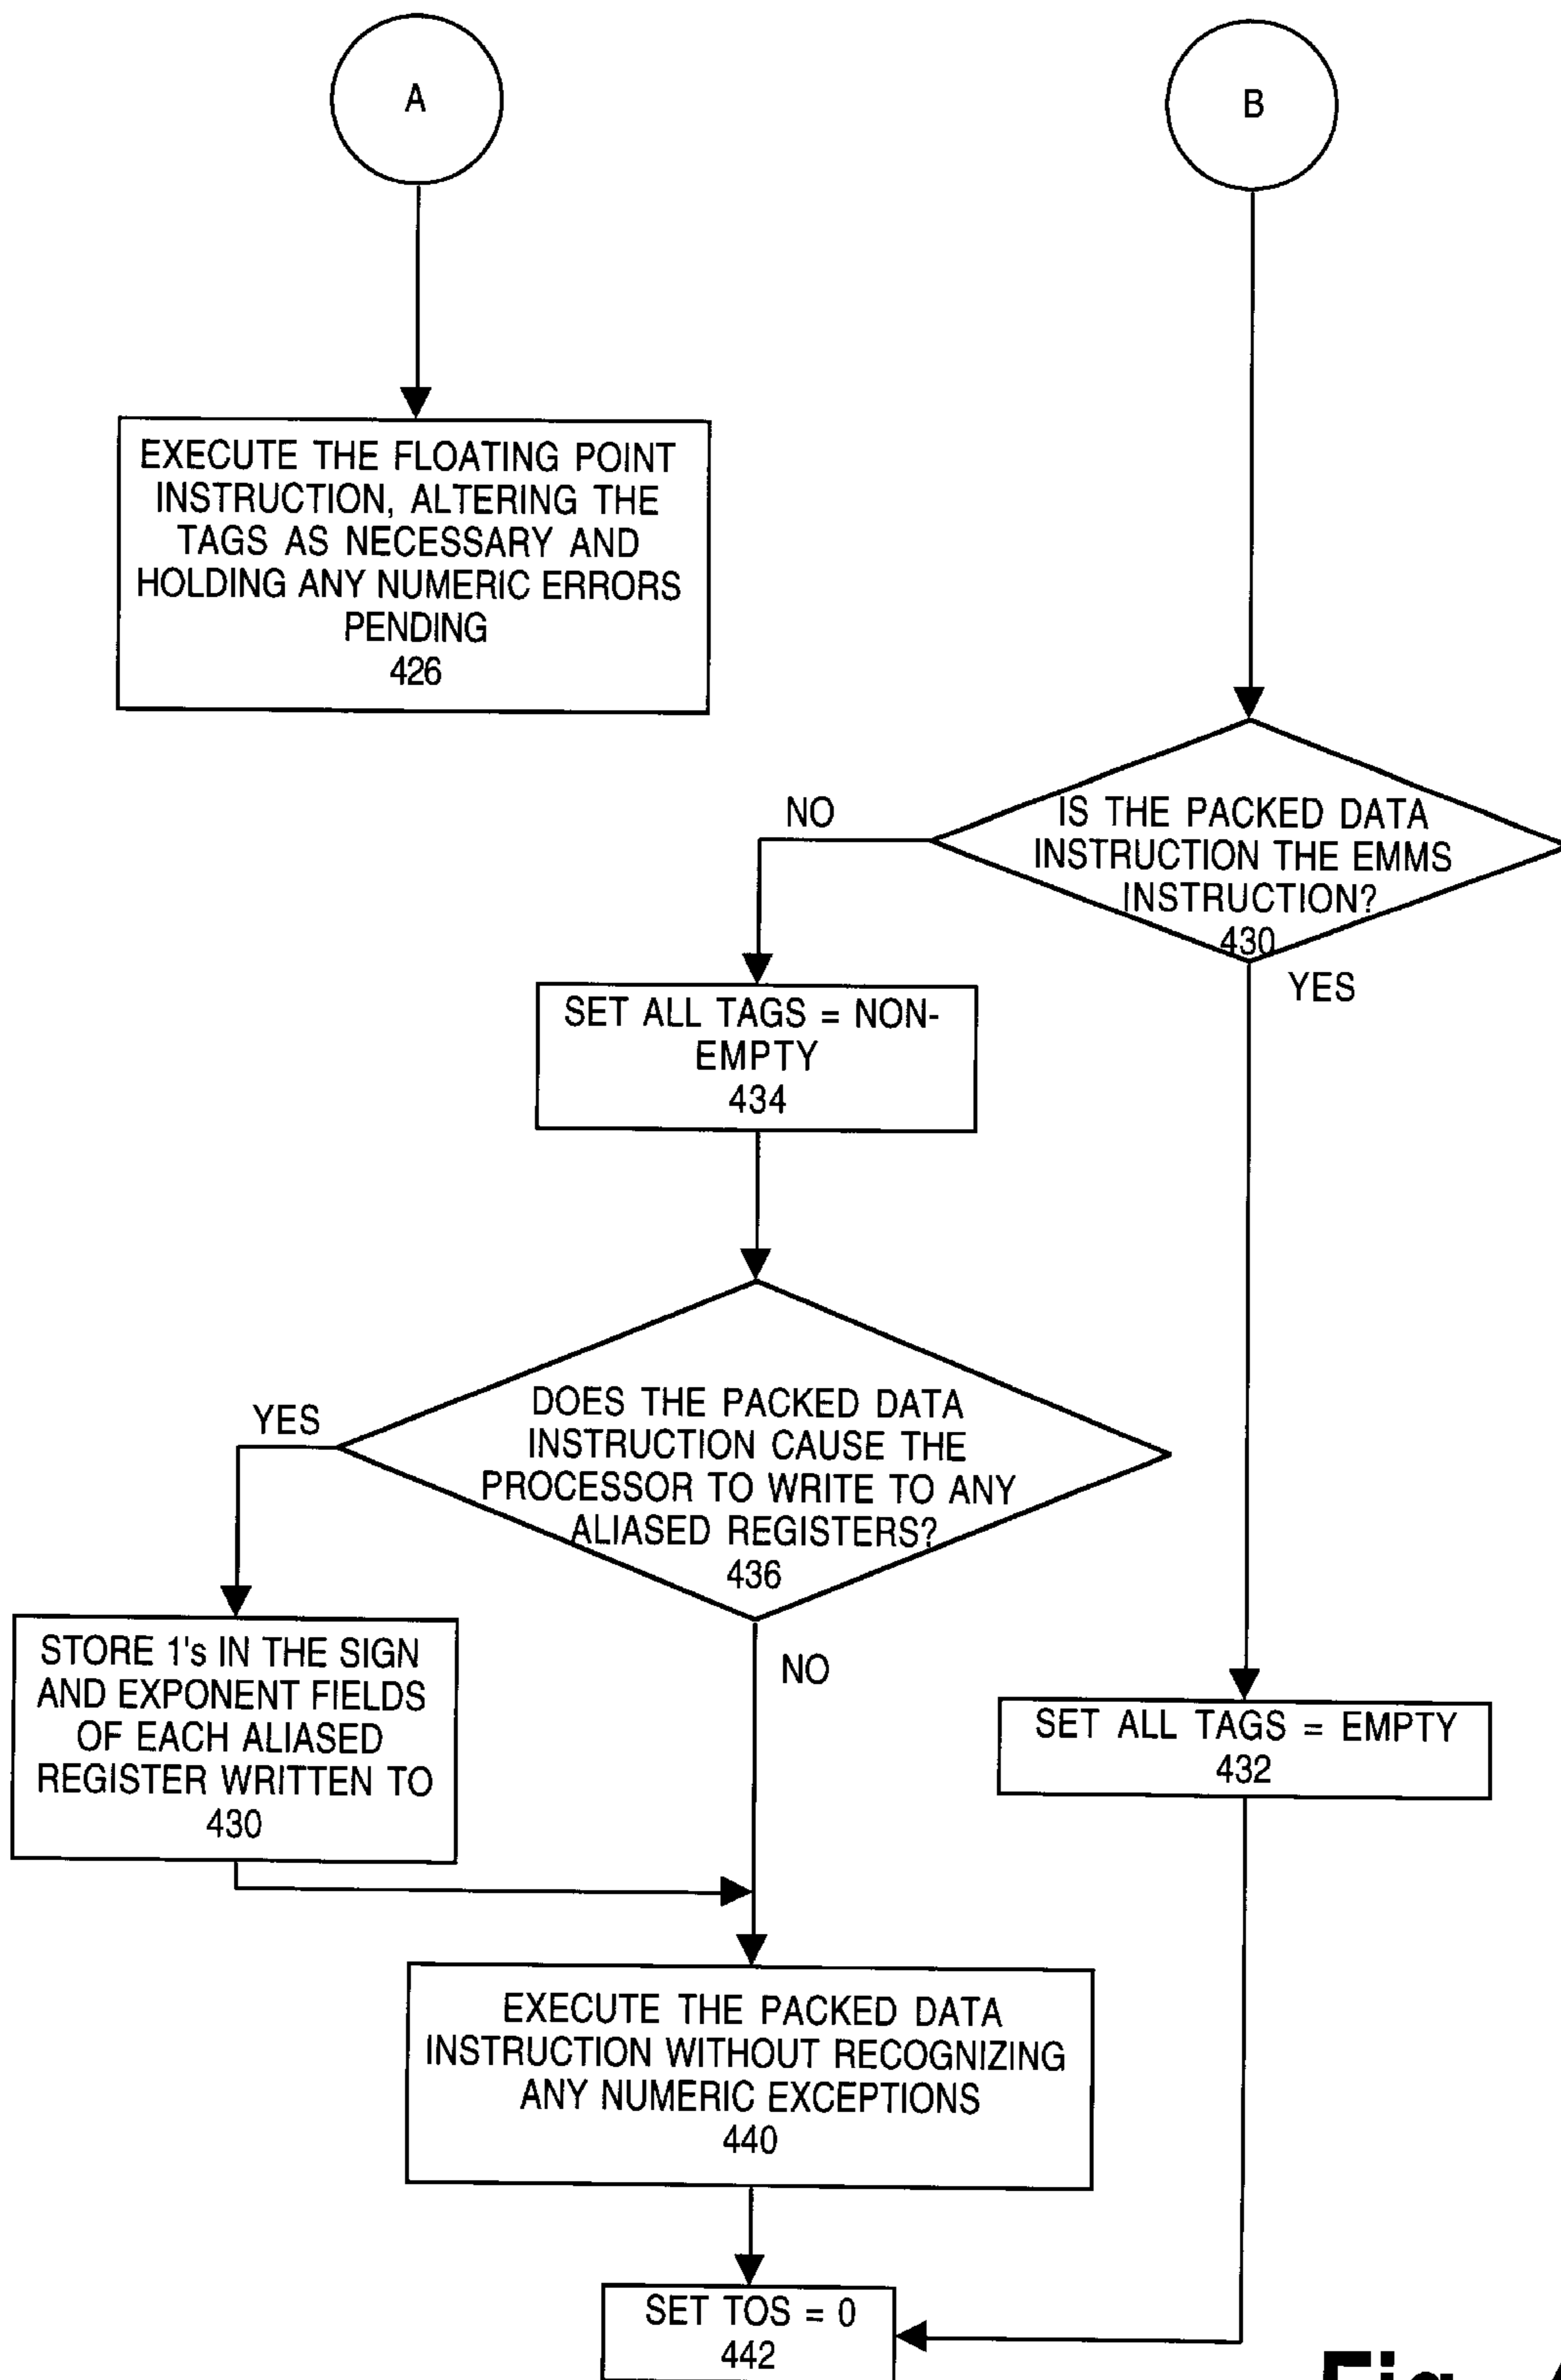 A
B
EXECUTE THE FLOATING POINT
INSTRUCTION, ALTERING THE
TAGS AS NECESSARY AND
HOLDING ANY NUMERIC ERRORS
PENDING
426
IS THE PACKED DATA
INSTRUCTION THE EMMS
INSTRUCTION?
430
NO
YES
SET ALL TAGS = NON-
EMPTY
434
DOES THE PACKED DATA
INSTRUCTION CAUSE THE
PROCESSOR TO WRITE TO ANY
ALIASED REGISTERS?
436
YES
NO
STORE 1's IN THE SIGN
AND EXPONENT FIELDS
OF EACH ALIASED
REGISTER WRITTEN TO
430
SET ALL TAGS = EMPTY
432
EXECUTE THE PACKED DATA
INSTRUCTION WITHOUT RECOGNIZING
ANY NUMERIC EXCEPTIONS
440
SET TOS = 0
442